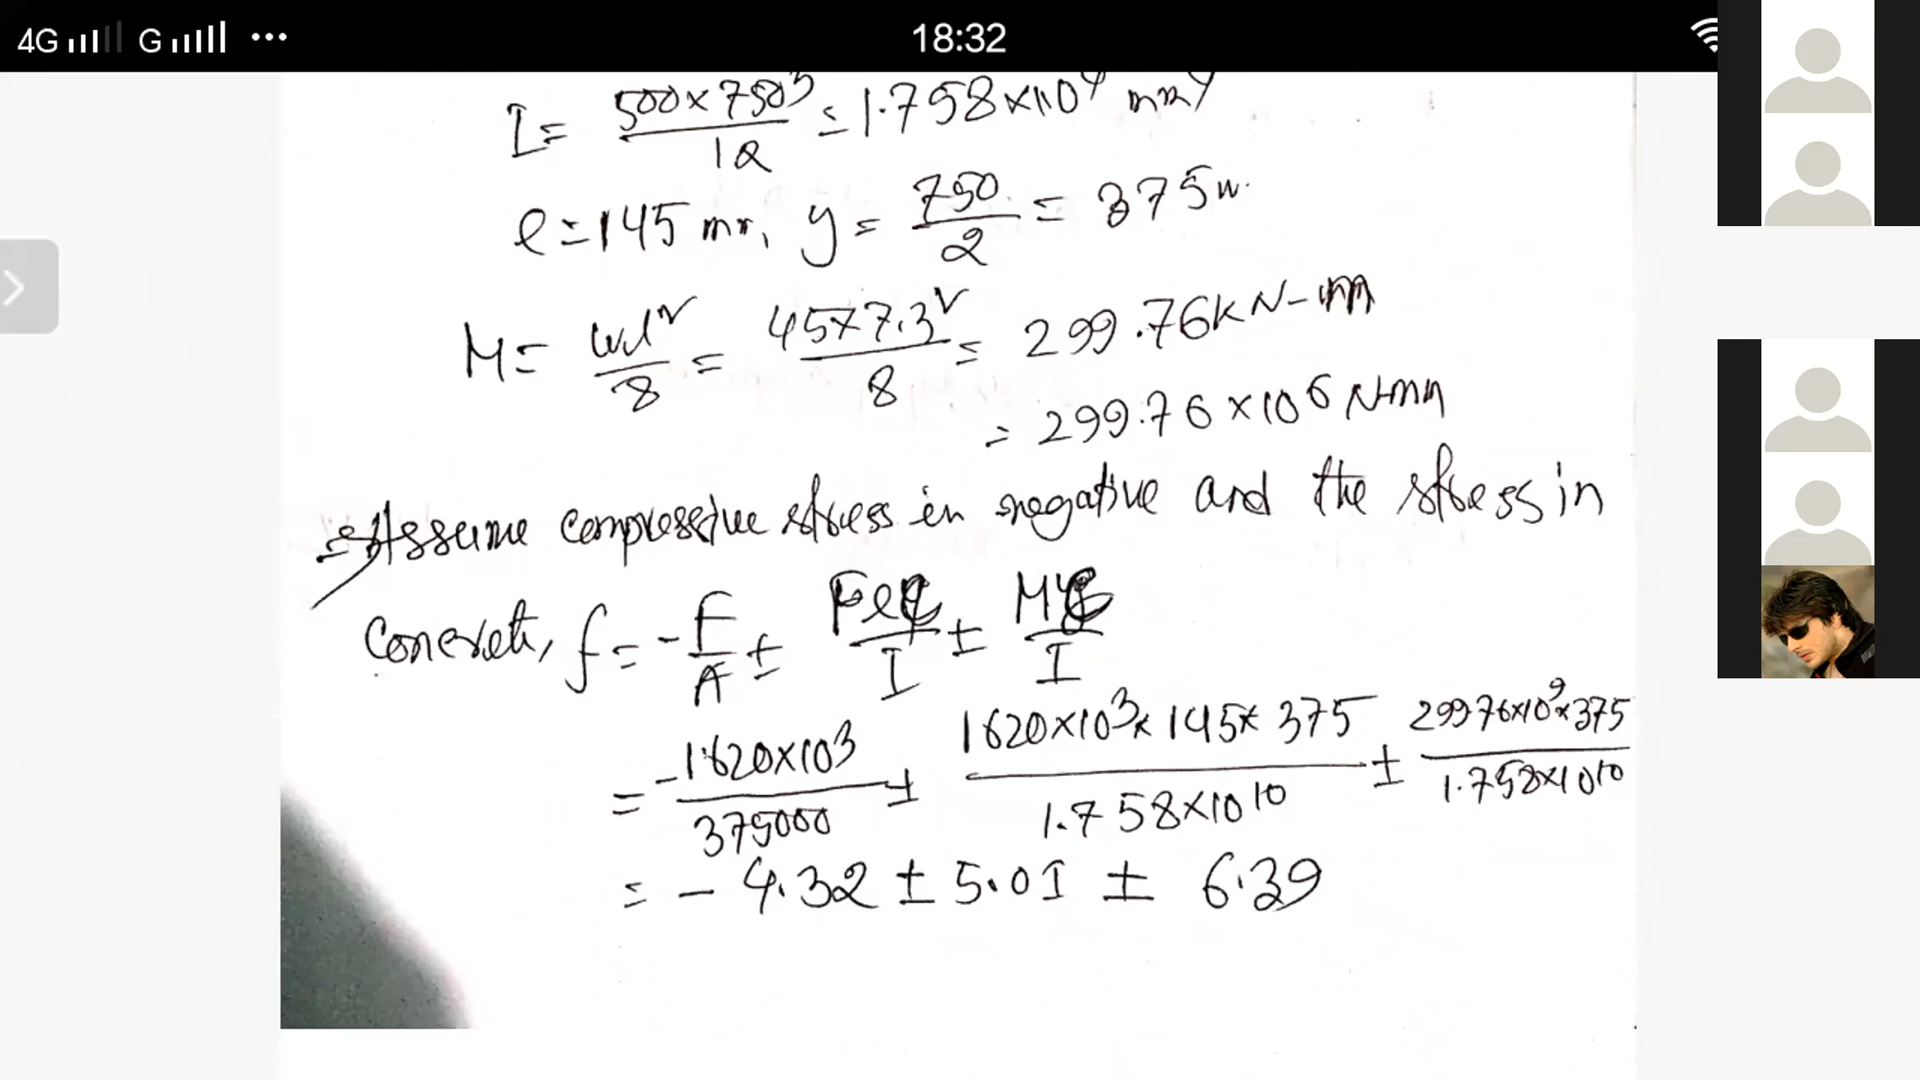 4G G ••• 18:32
I = 500 × 750³ / 12 = 1.758×10⁴ mm⁴
e = 145 mm, y = 750 / 2 = 375
M = wl² / 8 = 45×7.3² / 8 = 299.76 kN-m
= 299.76 ×10⁶ N-mm
Assume compressive stress in negative and the stress in
Concrete, f = - F/A ± Fey/I ± My/I
= -1620×10³ / 375000 ± 1620×10³× 145× 375 / 1.758×10¹⁰ ± 299.76×10⁹×375 / 1.758×10¹⁰
= - 4.32 ± 5.01 ± 6.39